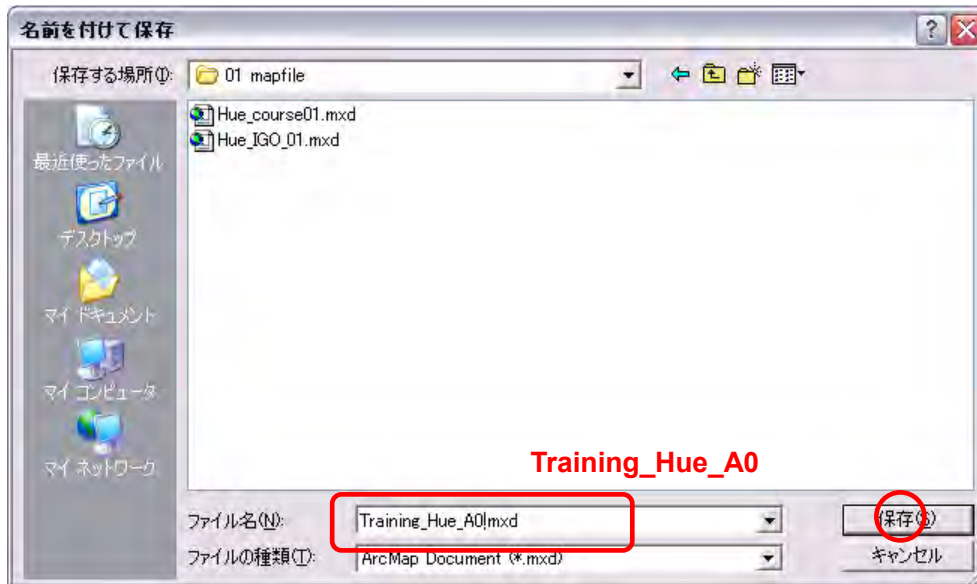 名前を付けて保存
保存する場所(I):
01 mapfile
Hue_course01.mxd
Hue_IGO_01.mxd
最近使ったファイル
デスクトップ
マイ ドキュメント
マイ コンピュータ
マイ ネットワーク
Training_Hue_A0
ファイル名(N):
Training_Hue_A0.mxd
保存(S)
ファイルの種類(T):
ArcMap Document (*.mxd)
キャンセル